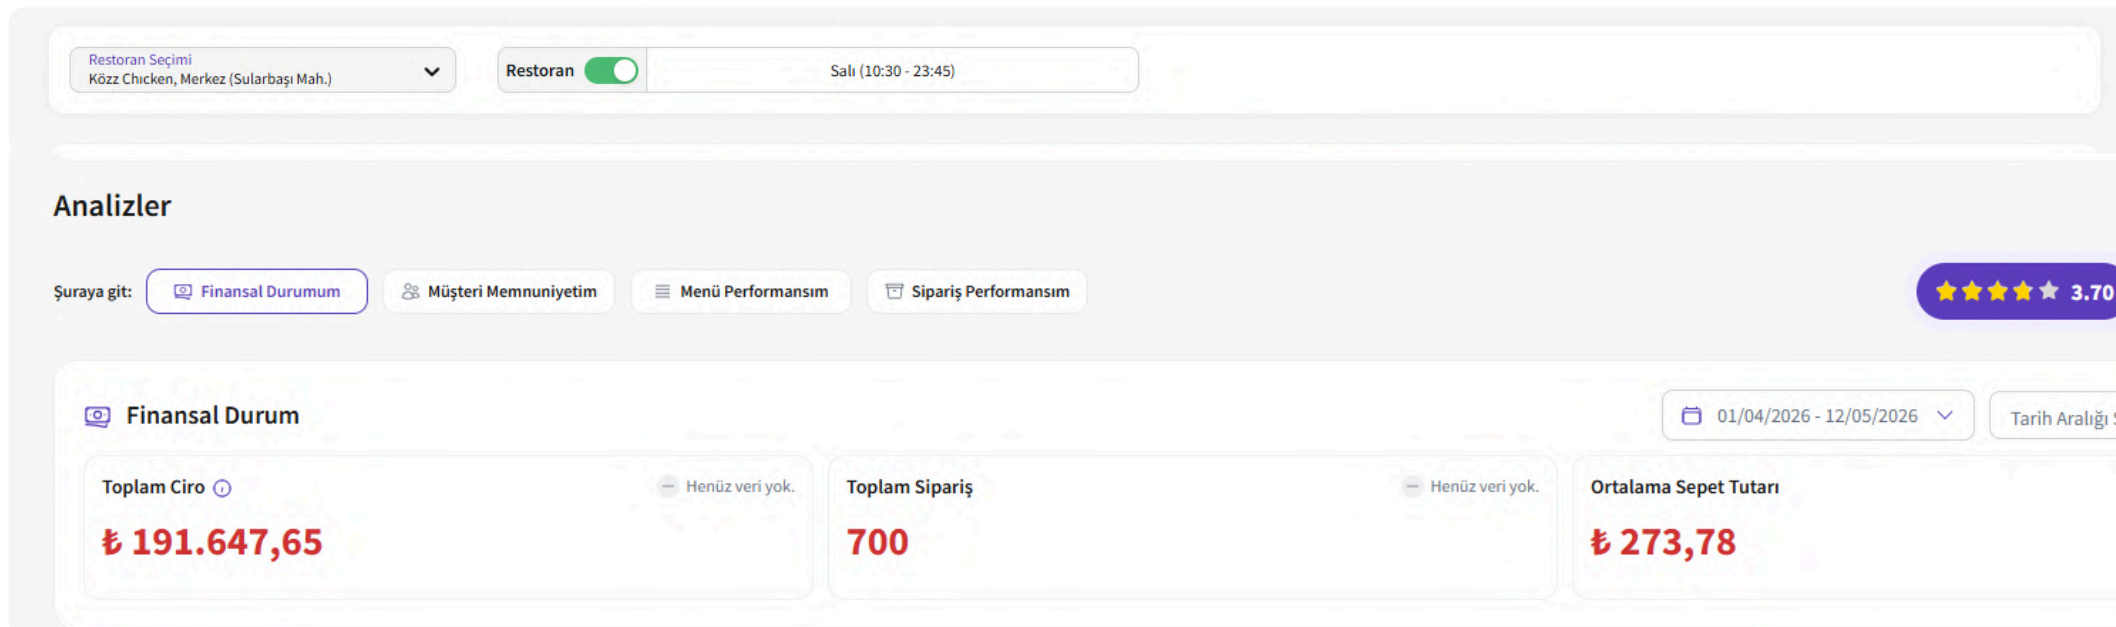 Restoran Seçimi
Közz Chıcken, Merkez (Sularbaşı Mah.)
Restoran
Salı (10:30 - 23:45)
Analizler
Şuraya git:
Finansal Durumum
Müşteri Memnuniyetim
Menü Performansım
Sipariş Performansım
3.70
Finansal Durum
01/04/2026 - 12/05/2026
Tarih Aralığı
Toplam Ciro
Henüz veri yok.
₺ 191.647,65
Toplam Sipariş
Henüz veri yok.
700
Ortalama Sepet Tutarı
₺ 273,78